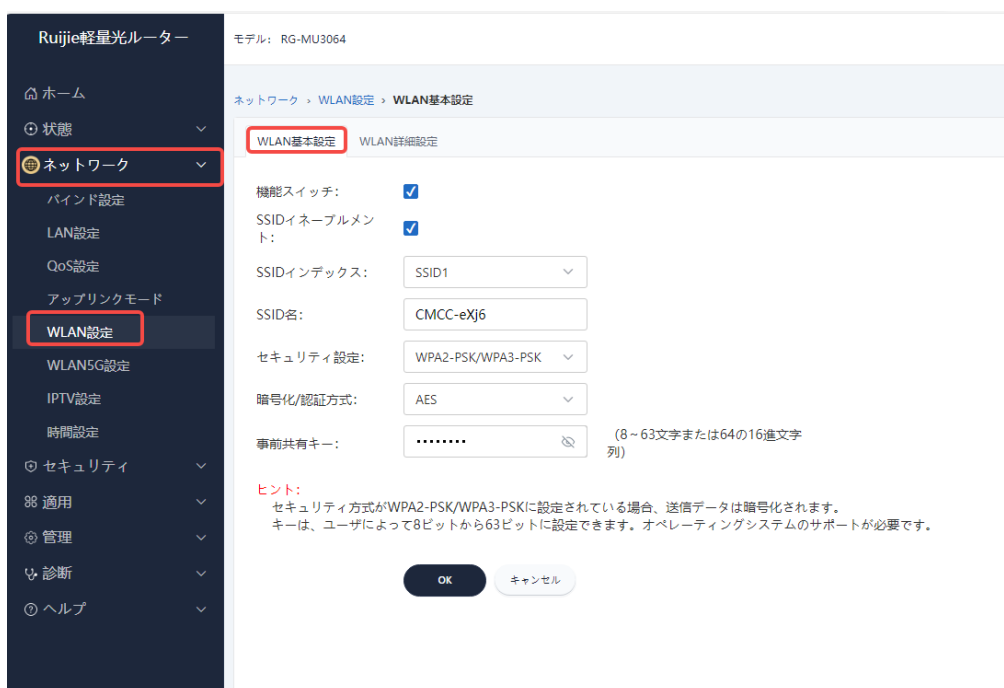 Ruijie軽量光ルーター
モデル: RG-MU3064
ホーム
状態
ネットワーク
バインド設定
LAN設定
QoS設定
アップリンクモード
WLAN設定
WLAN5G設定
IPTV設定
時間設定
セキュリティ
適用
管理
診断
ヘルプ
ネットワーク › WLAN設定 › WLAN基本設定
WLAN基本設定 WLAN詳細設定
機能スイッチ:
SSIDイネーブルメン
ト:
SSIDインデックス: SSID1
SSID名: CMCC-eXj6
セキュリティ設定: WPA2-PSK/WPA3-PSK
暗号化/認証方式: AES
事前共有キー: •••••••• （8~63文字または64の16進文字
列）
ヒント:
セキュリティ方式がWPA2-PSK/WPA3-PSKに設定されている場合、送信データは暗号化されます。
キーは、ユーザによって8ビットから63ビットに設定できます。オペレーティングシステムのサポートが必要です。
OK キャンセル